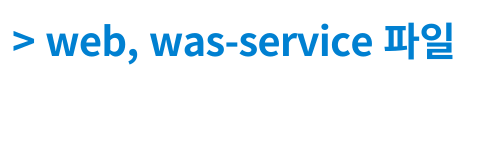 > web, was-service 파일